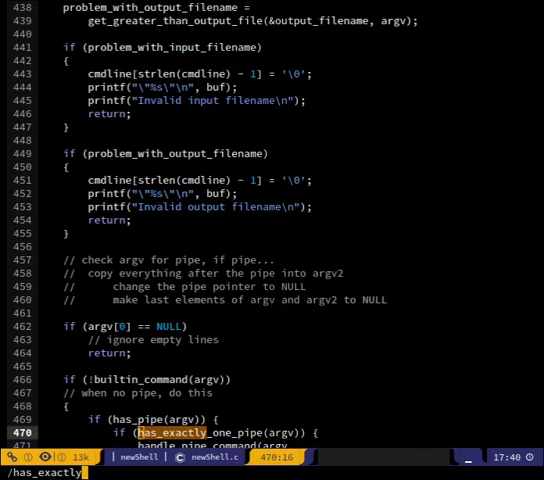 438    problem_with_output_filename =
439        get_greater_than_output_file(&output_filename, argv);
440
441    if (problem_with_input_filename)
442    {
443        cmdline[strlen(cmdline) - 1] = '\0';
444        printf("\"%s\"\n", buf);
445        printf("Invalid input filename\n");
446        return;
447    }
448
449    if (problem_with_output_filename)
450    {
451        cmdline[strlen(cmdline) - 1] = '\0';
452        printf("\"%s\"\n", buf);
453        printf("Invalid output filename\n");
454        return;
455    }
456
457    // check argv for pipe, if pipe...
458    //  copy everything after the pipe into argv2
459    //      change the pipe pointer to NULL
460    //      make last elements of argv and argv2 to NULL
461
462    if (argv[0] == NULL)
463        // ignore empty lines
464        return;
465
466    if (!builtin_command(argv))
467    // when no pipe, do this
468    {
469        if (has_pipe(argv)) {
470            if (has_exactly_one_pipe(argv)) {
471                handle_pipe_command(argv,
① ① 13k | newShell | C newShell.c 470:16 _ 17:40
/has_exactly